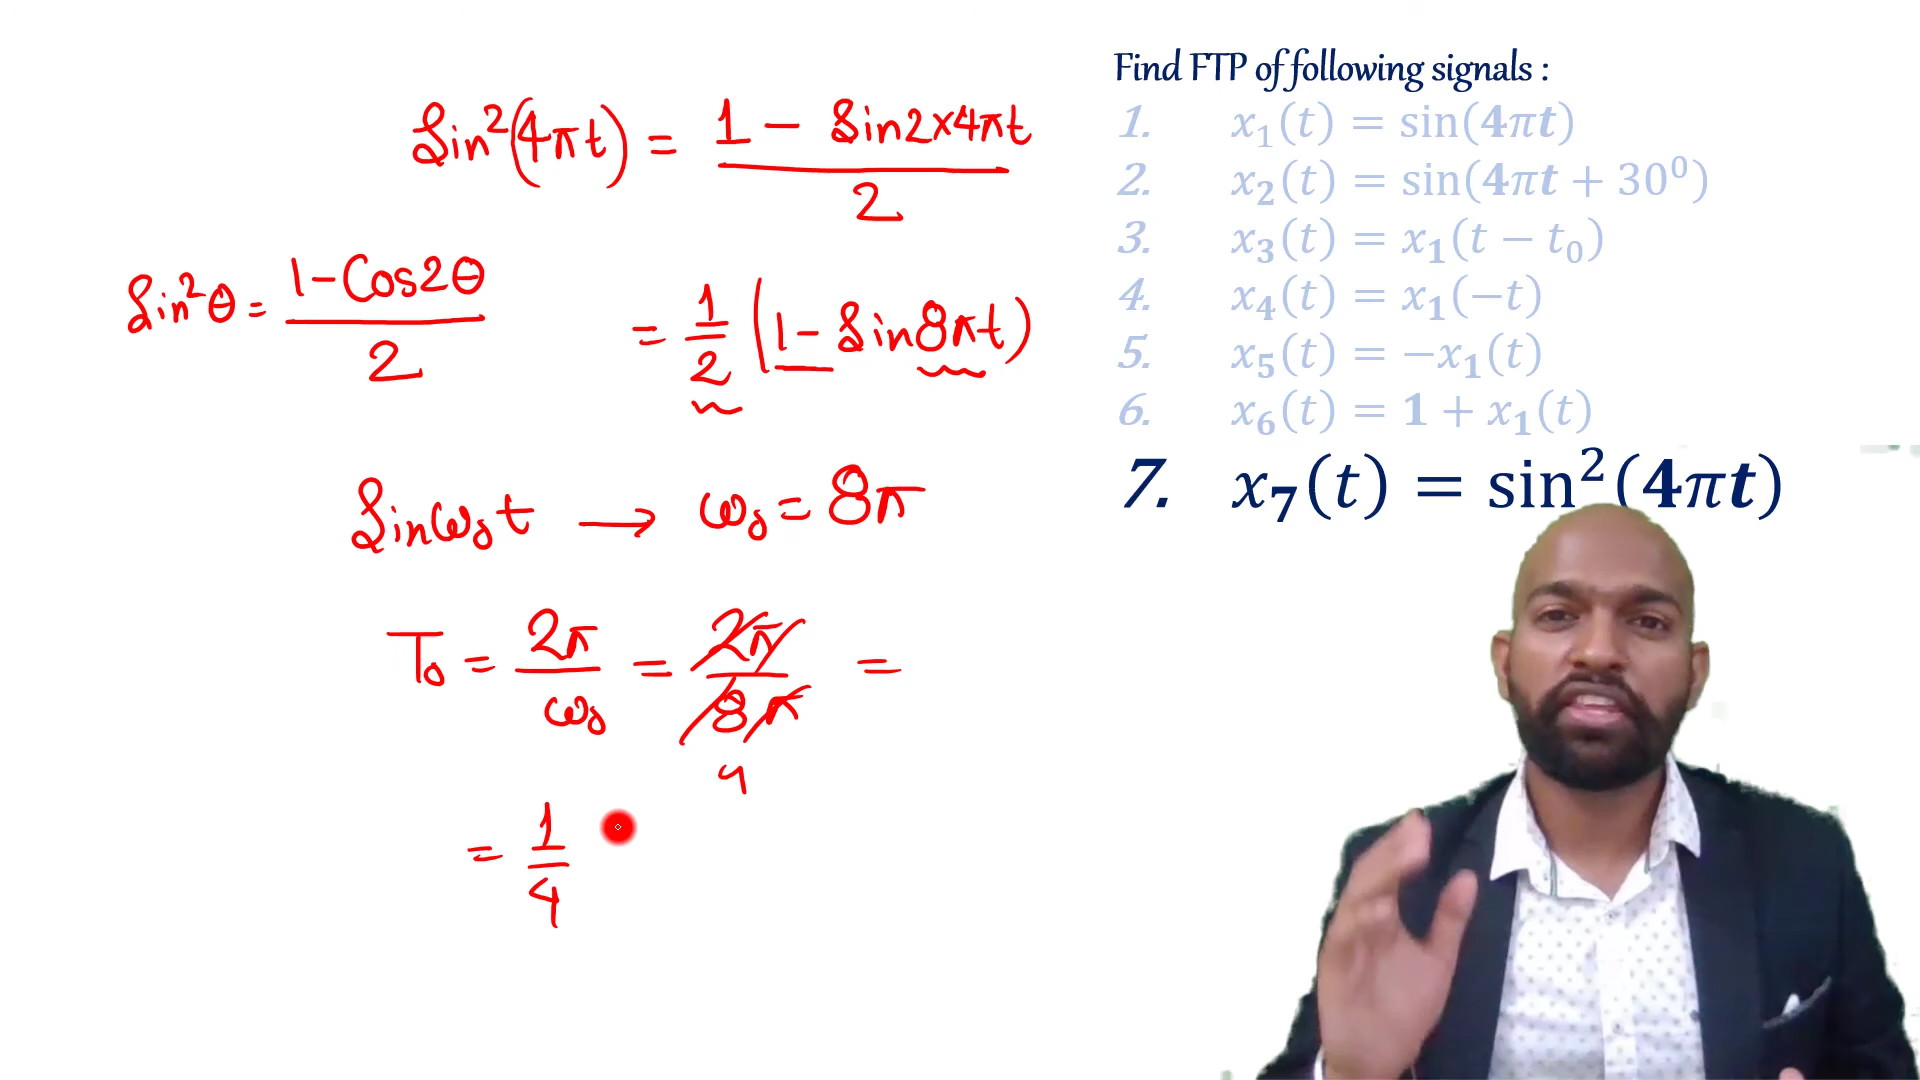 sin²(4πt) = (1 - sin2×4πt)/2
sin²θ = (1 - cos2θ)/2
= 1/2 (1 - sin8πt)
sinω₀t → ω₀ = 8π
T₀ = 2π/ω₀ = 2π/8π =
4
= 1/4
Find FTP of following signals :
1. x₁(t) = sin(4πt)
2. x₂(t) = sin(4πt + 30⁰)
3. x₃(t) = x₁(t − t₀)
4. x₄(t) = x₁(−t)
5. x₅(t) = −x₁(t)
6. x₆(t) = 1 + x₁(t)
7. x₇(t) = sin²(4πt)